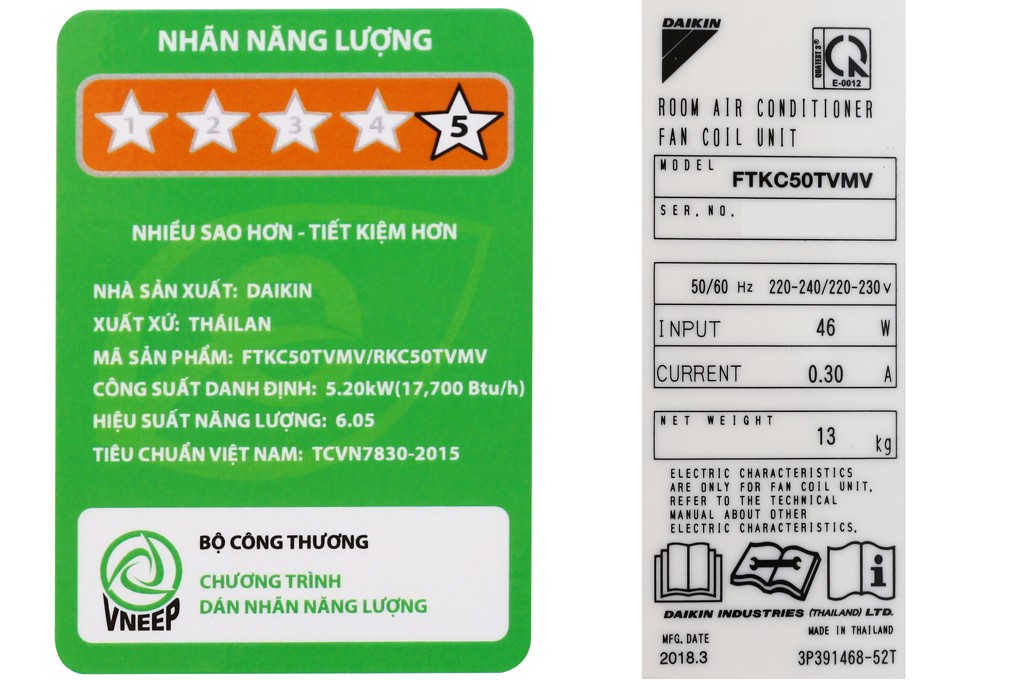 NHÃN NĂNG LƯỢNG
1 2 3 4 5
NHIỀU SAO HƠN - TIẾT KIỆM HƠN
NHÀ SẢN XUẤT: DAIKIN
XUẤT XỨ: THÁILAN
MÃ SẢN PHẨM: FTKC50TVMV/RKC50TVMV
CÔNG SUẤT DANH ĐỊNH: 5.20kW(17,700 Btu/h)
HIỆU SUẤT NĂNG LƯỢNG: 6.05
TIÊU CHUẨN VIỆT NAM: TCVN7830-2015
VNEEP
BỘ CÔNG THƯƠNG
CHƯƠNG TRÌNH
DÁN NHÃN NĂNG LƯỢNG
DAIKIN
QUATEST 3®
E-0012
ROOM AIR CONDITIONER
FAN COIL UNIT
MODEL FTKC50TVMV
SER. NO.
50/60 Hz 220-240/220-230V
INPUT 46 W
CURRENT 0.30 A
NET WEIGHT 13 kg
ELECTRIC CHARACTERISTICS
ARE ONLY FOR FAN COIL UNIT.
REFER TO THE TECHNICAL
MANUAL ABOUT OTHER
ELECTRIC CHARACTERISTICS.
DAIKIN INDUSTRIES (THAILAND) LTD.
MFG. DATE MADE IN THAILAND
2018.3 3P391468-52T